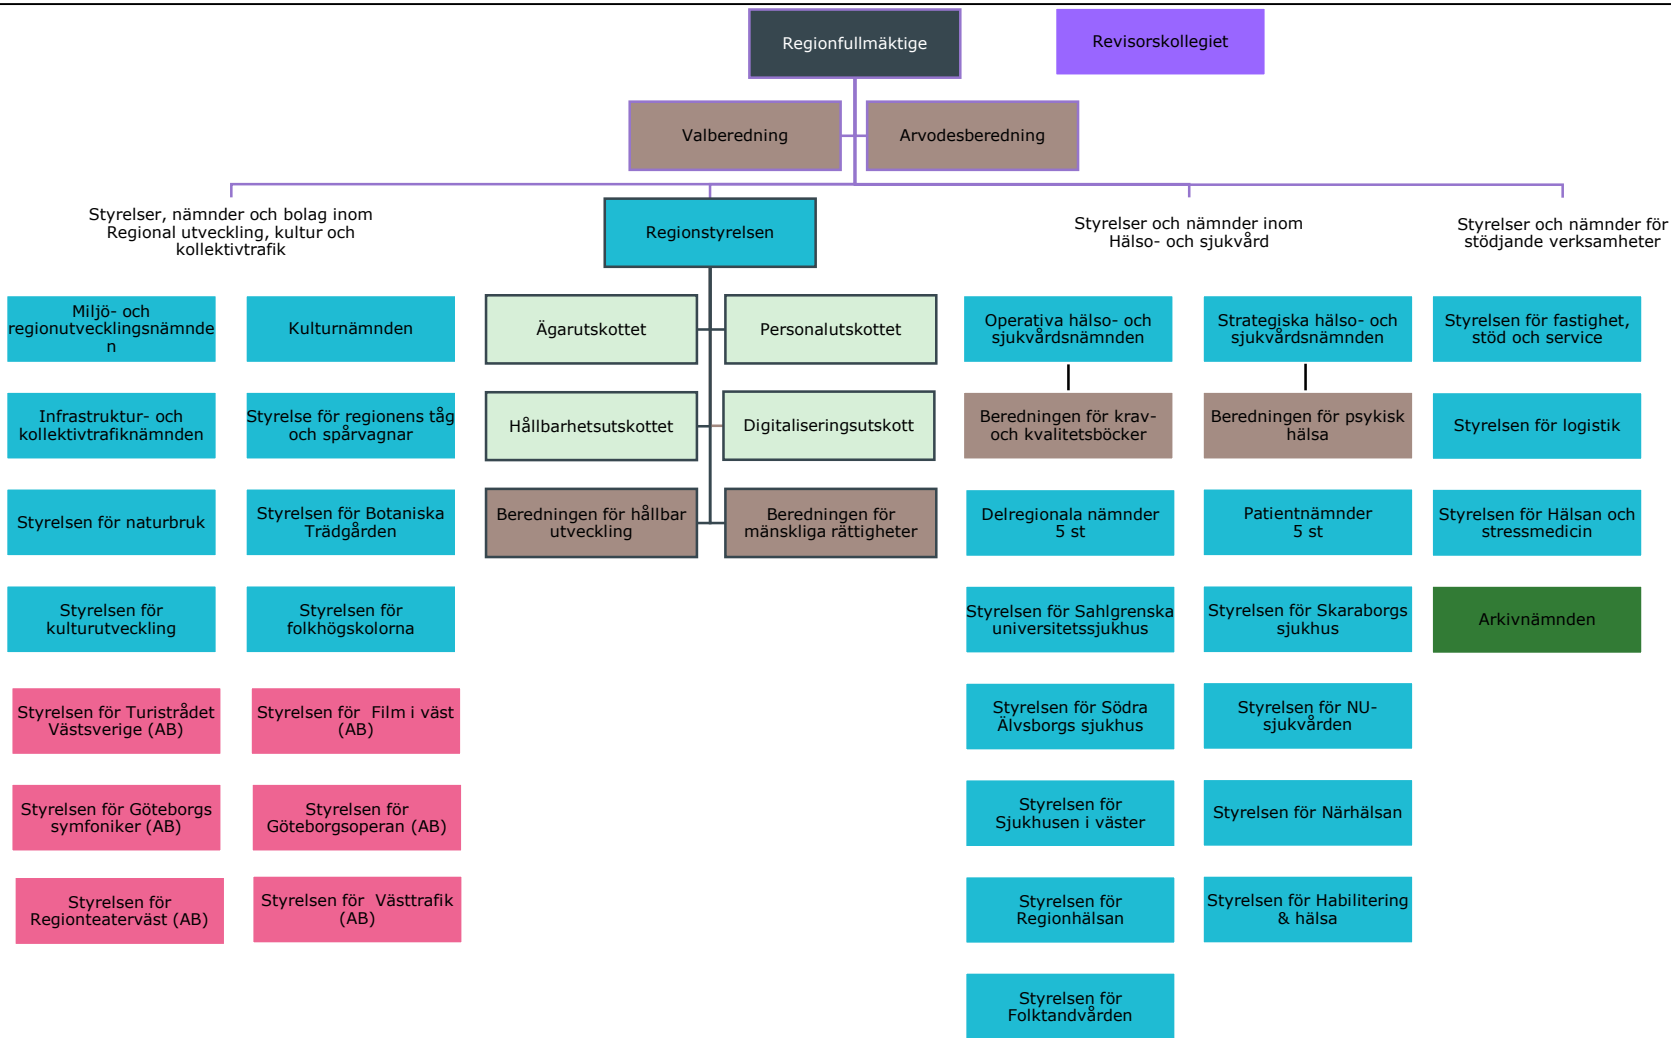 Regionfullmäktige
Revisorskollegiet
Valberedning
Arvodesberedning
Styrelser, nämnder och bolag inom
Regional utveckling, kultur och
kollektivtrafik
Regionstyrelsen
Styrelser och nämnder inom
Hälso- och sjukvård
Styrelser och nämnder för
stödjande verksamheter
Miljö- och
regionutvecklingsnämnde
n
Kulturnämnden
Ägarutskottet
Personalutskottet
Operativa hälso- och
sjukvårdsnämnden
Strategiska hälso- och
sjukvårdsnämnden
Styrelsen för fastighet,
stöd och service
Infrastruktur- och
kollektivtrafiknämnden
Styrelse för regionens tåg
och spårvagnar
Hållbarhetsutskottet
Digitaliseringsutskott
Beredningen för krav-
och kvalitetsböcker
Beredningen för psykisk
hälsa
Styrelsen för logistik
Styrelsen för naturbruk
Styrelsen för Botaniska
Trädgården
Beredningen för hållbar
utveckling
Beredningen för
mänskliga rättigheter
Delregionala nämnder
5 st
Patientnämnder
5 st
Styrelsen för Hälsan och
stressmedicin
Styrelsen för
kulturutveckling
Styrelsen för
folkhögskolorna
Styrelsen för Sahlgrenska
universitetssjukhus
Styrelsen för Skaraborgs
sjukhus
Arkivnämnden
Styrelsen för Turistrådet
Västsverige (AB)
Styrelsen för  Film i väst
(AB)
Styrelsen för Södra
Älvsborgs sjukhus
Styrelsen för NU-
sjukvården
Styrelsen för Göteborgs
symfoniker (AB)
Styrelsen för
Göteborgsoperan (AB)
Styrelsen för
Sjukhusen i väster
Styrelsen för Närhälsan
Styrelsen för
Regionteaterväst (AB)
Styrelsen för  Västtrafik
(AB)
Styrelsen för
Regionhälsan
Styrelsen för Habilitering
& hälsa
Styrelsen för
Folktandvården